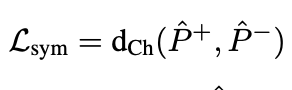 ℒ_sym = d_Ch(P̂⁺, P̂⁻)